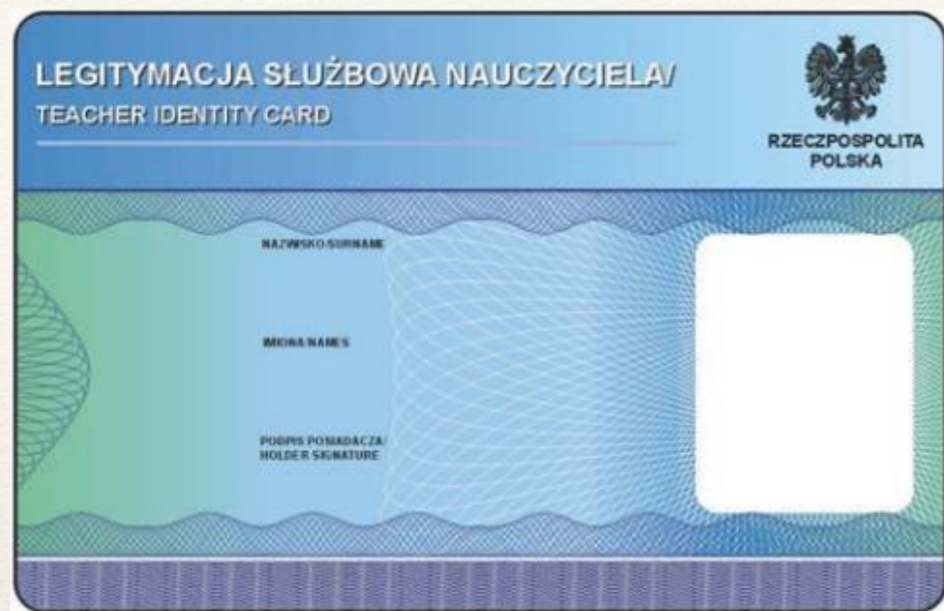 LEGITYMACJA SŁUŻBOWA NAUCZYCIELA/
TEACHER IDENTITY CARD
RZECZPOSPOLITA
POLSKA
NAZWISKO/SURNAME
IMIONA/NAMES
PODPIS POSIADACZA/
HOLDER SIGNATURE